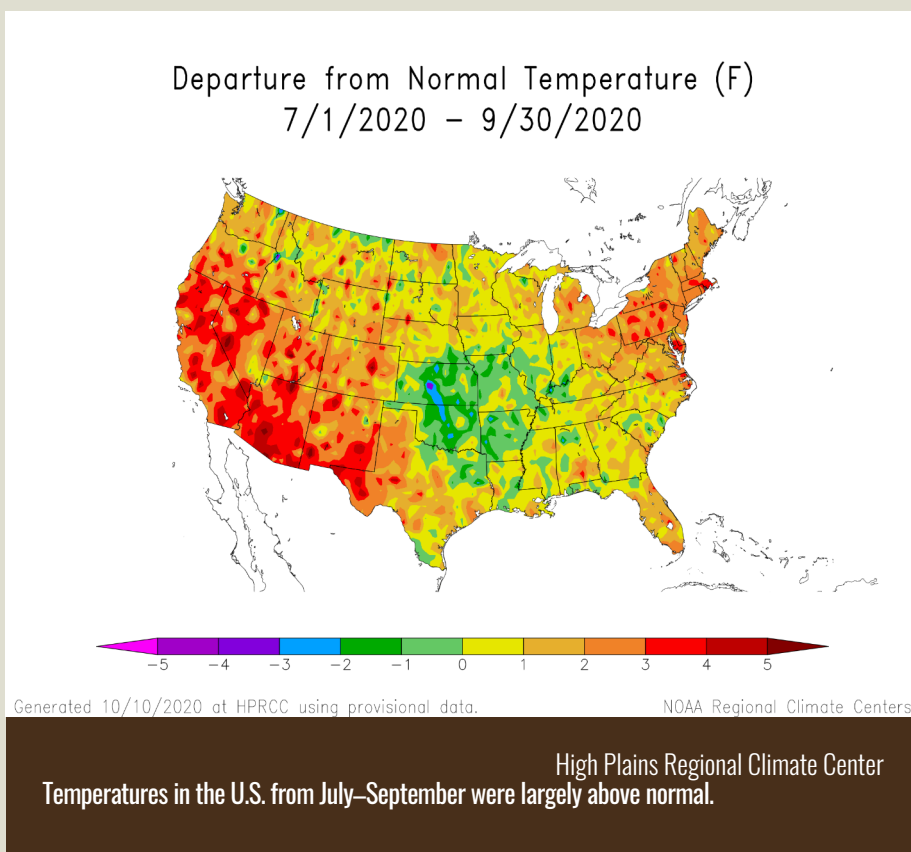 Departure from Normal Temperature (F)
7/1/2020 – 9/30/2020
-5 -4 -3 -2 -1 0 1 2 3 4 5
Generated 10/10/2020 at HPRCC using provisional data. NOAA Regional Climate Centers
High Plains Regional Climate Center
Temperatures in the U.S. from July–September were largely above normal.